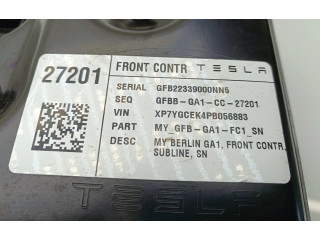 27201
FRONT CONTR TESLA
SERIAL GFB22339000NN5
SEQ GFBB-GA1-CC-27201
VIN XP7YGCEK4PB056883
PART MY_GFB-GA1-FC1_SN
DESC MY BERLIN GA1, FRONT CONTR.
SUBLINE, SN
TESLA